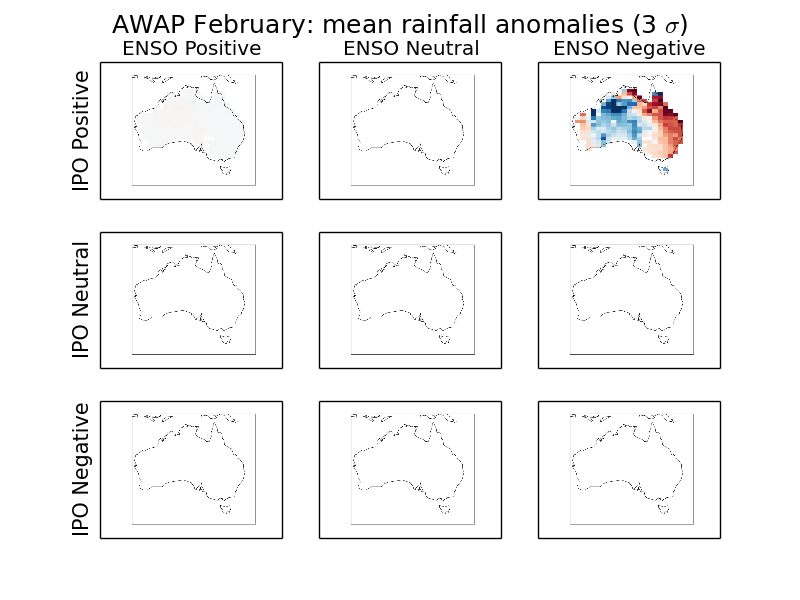 AWAP February: mean rainfall anomalies (3 σ)
ENSO Positive
ENSO Neutral
ENSO Negative
IPO Positive
IPO Neutral
IPO Negative